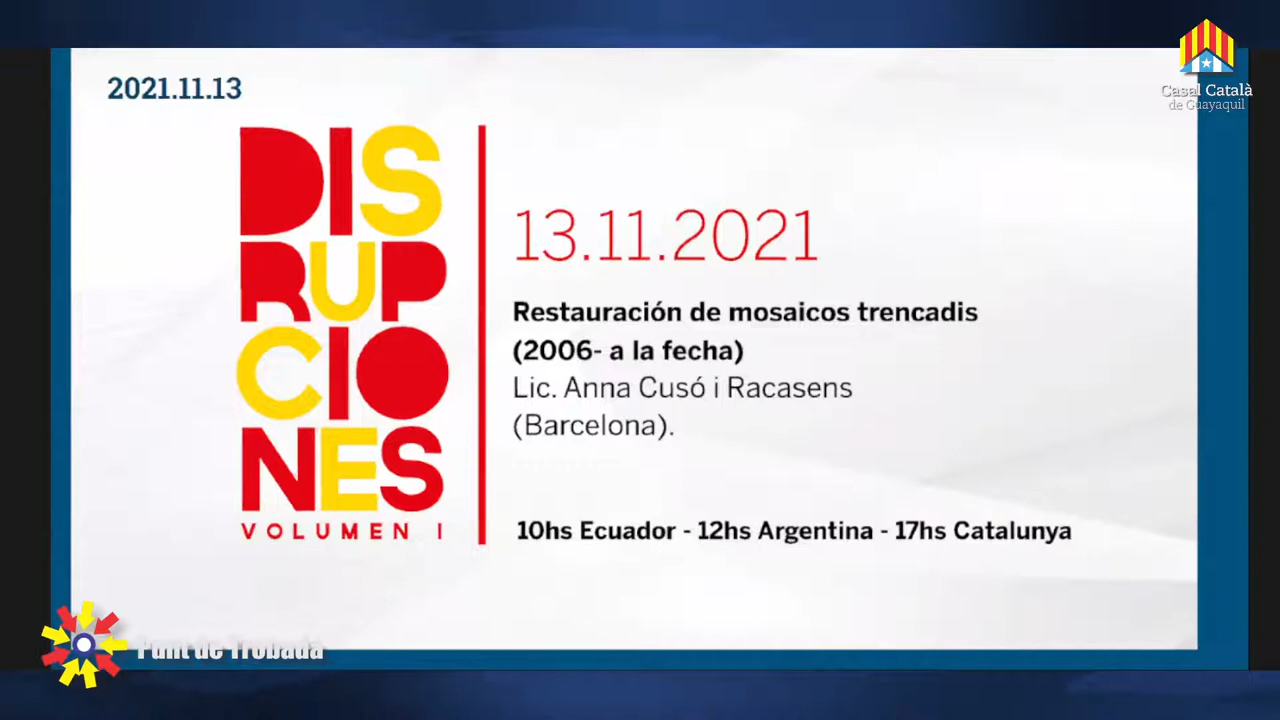 2021.11.13
Casal Català
de Guayaquil
DIS
RUP
CIO
NES
VOLUMEN I
13.11.2021
Restauración de mosaicos trencadis
(2006- a la fecha)
Lic. Anna Cusó i Racasens
(Barcelona).
10hs Ecuador - 12hs Argentina - 17hs Catalunya
Punt de Trobada